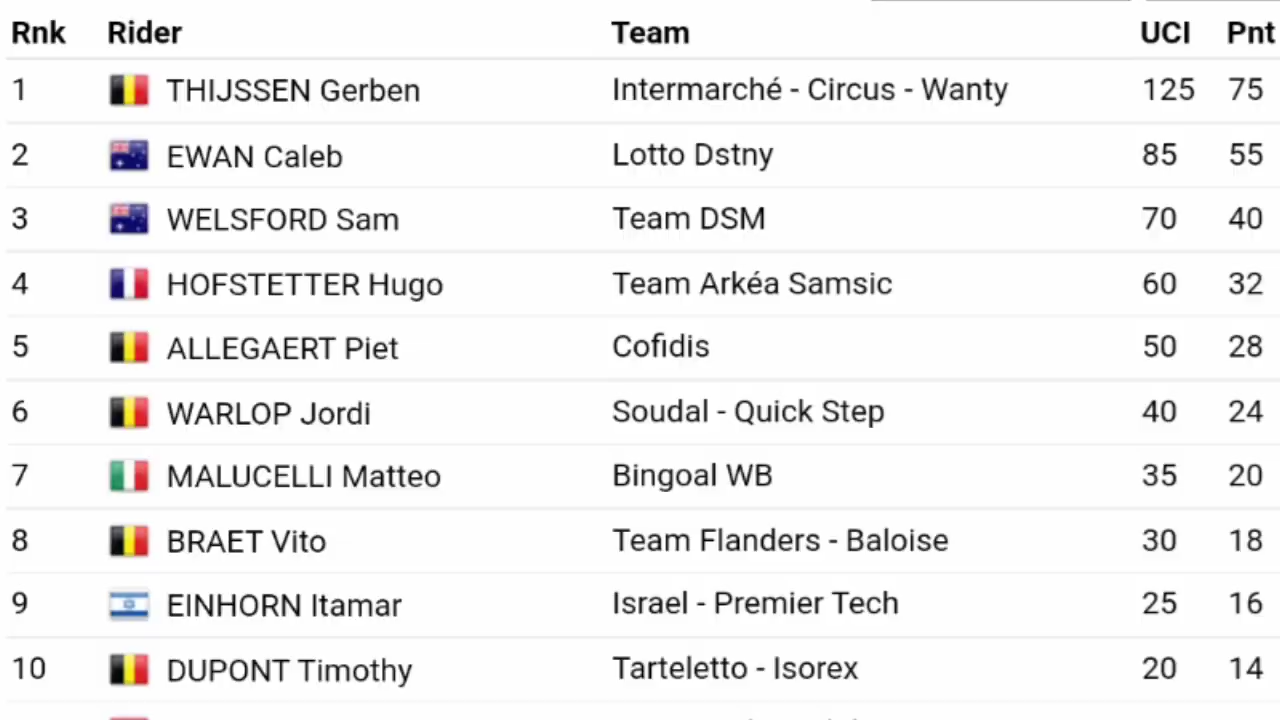 Rnk Rider Team UCI Pnt
1 THIJSSEN Gerben Intermarché - Circus - Wanty 125 75
2 EWAN Caleb Lotto Dstny 85 55
3 WELSFORD Sam Team DSM 70 40
4 HOFSTETTER Hugo Team Arkéa Samsic 60 32
5 ALLEGAERT Piet Cofidis 50 28
6 WARLOP Jordi Soudal - Quick Step 40 24
7 MALUCELLI Matteo Bingoal WB 35 20
8 BRAET Vito Team Flanders - Baloise 30 18
9 EINHORN Itamar Israel - Premier Tech 25 16
10 DUPONT Timothy Tarteletto - Isorex 20 14